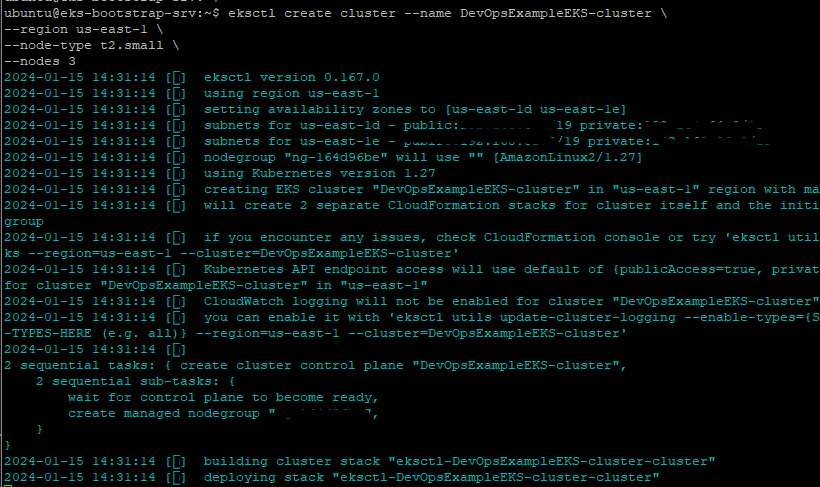 ubuntu@eks-bootstrap-srv:~$ eksctl create cluster --name DevOpsExampleEKS-cluster \
--region us-east-1 \
--node-type t2.small \
--nodes 3
2024-01-15 14:31:14 [ ]  eksctl version 0.167.0
2024-01-15 14:31:14 [ ]  using region us-east-1
2024-01-15 14:31:14 [ ]  setting availability zones to [us-east-1d us-east-1e]
2024-01-15 14:31:14 [ ]  subnets for us-east-1d - public: /19 private:
2024-01-15 14:31:14 [ ]  subnets for us-east-1e - /19 private:
2024-01-15 14:31:14 [ ]  nodegroup "ng-164d96be" will use "" [AmazonLinux2/1.27]
2024-01-15 14:31:14 [ ]  using Kubernetes version 1.27
2024-01-15 14:31:14 [ ]  creating EKS cluster "DevOpsExampleEKS-cluster" in "us-east-1" region with ma
2024-01-15 14:31:14 [ ]  will create 2 separate CloudFormation stacks for cluster itself and the initi
group
2024-01-15 14:31:14 [ ]  if you encounter any issues, check CloudFormation console or try 'eksctl util
ks --region=us-east-1 --cluster=DevOpsExampleEKS-cluster'
2024-01-15 14:31:14 [ ]  Kubernetes API endpoint access will use default of {publicAccess=true, privat
for cluster "DevOpsExampleEKS-cluster" in "us-east-1"
2024-01-15 14:31:14 [ ]  CloudWatch logging will not be enabled for cluster "DevOpsExampleEKS-cluster"
2024-01-15 14:31:14 [ ]  you can enable it with 'eksctl utils update-cluster-logging --enable-types={S
-TYPES-HERE (e.g. all)} --region=us-east-1 --cluster=DevOpsExampleEKS-cluster'
2024-01-15 14:31:14 [ ]
2 sequential tasks: { create cluster control plane "DevOpsExampleEKS-cluster",
    2 sequential sub-tasks: {
        wait for control plane to become ready,
        create managed nodegroup " ",
    }
}
2024-01-15 14:31:14 [ ]  building cluster stack "eksctl-DevOpsExampleEKS-cluster-cluster"
2024-01-15 14:31:14 [ ]  deploying stack "eksctl-DevOpsExampleEKS-cluster-cluster"